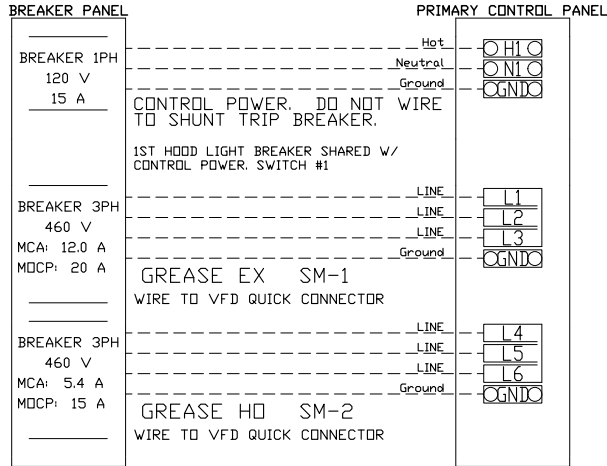 BREAKER PANEL
PRIMARY CONTROL PANEL
BREAKER 1PH
120 V
15 A
Hot
H1
Neutral
N1
Ground
GND
CONTROL POWER. DO NOT WIRE
TO SHUNT TRIP BREAKER.
1ST HOOD LIGHT BREAKER SHARED W/
CONTROL POWER. SWITCH #1
BREAKER 3PH
460 V
MCA: 12.0 A
MOCP: 20 A
LINE
L1
LINE
L2
LINE
L3
Ground
GND
GREASE EX SM-1
WIRE TO VFD QUICK CONNECTOR
BREAKER 3PH
460 V
MCA: 5.4 A
MOCP: 15 A
LINE
L4
LINE
L5
LINE
L6
Ground
GND
GREASE HO SM-2
WIRE TO VFD QUICK CONNECTOR